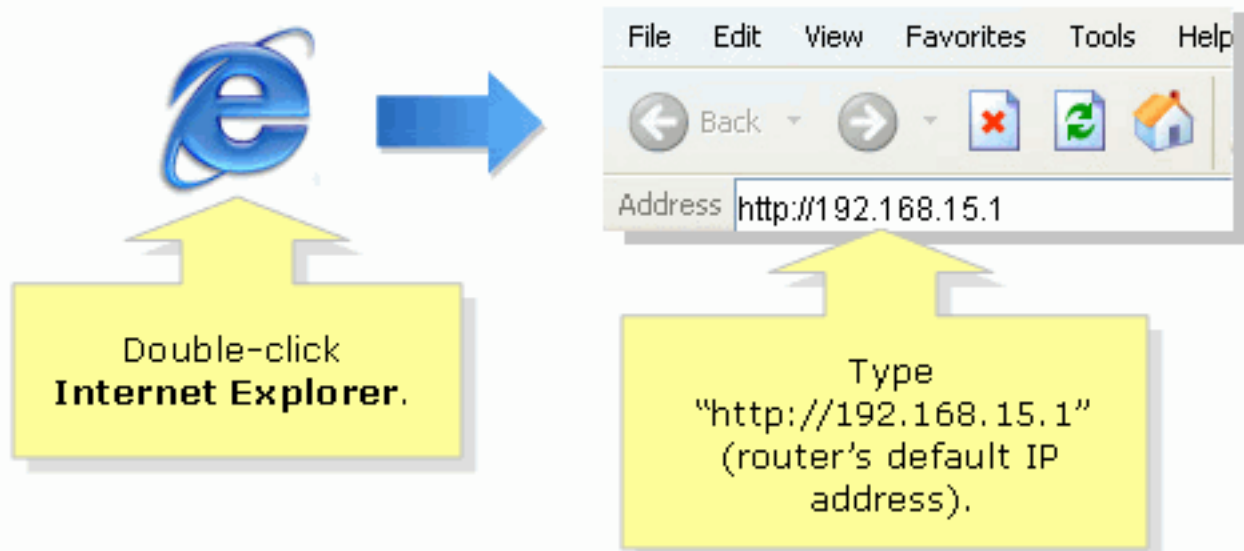 File Edit View Favorites Tools Help
Back
Address http://192.168.15.1
Double-click
Internet Explorer.
Type
“http://192.168.15.1”
(router’s default IP
address).